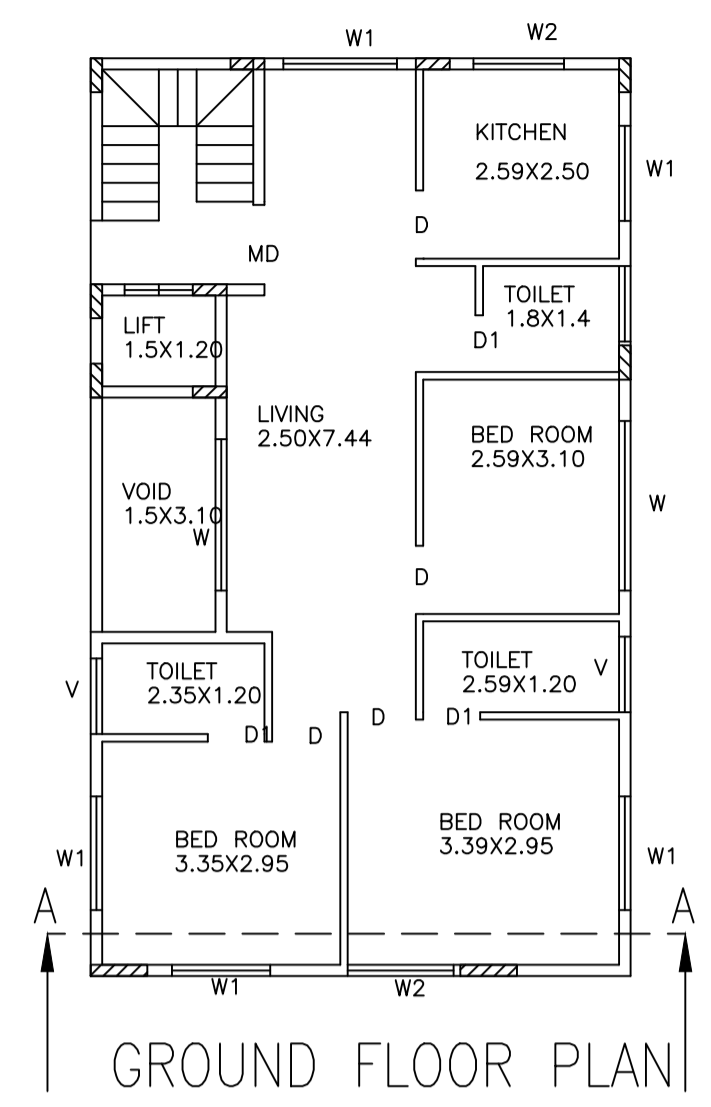 W1
W2
KITCHEN
2.59X2.50
W1
D
MD
TOILET
1.8X1.4
LIFT
1.5X1.20
D1
LIVING
2.50X7.44
BED ROOM
2.59X3.10
VOID
1.5X3.10
W
W
D
TOILET
2.35X1.20
V
TOILET
2.59X1.20
V
D1
D
D
D1
BED ROOM
3.35X2.95
BED ROOM
3.39X2.95
W1
W1
A
A
W1
W2
GROUND FLOOR PLAN